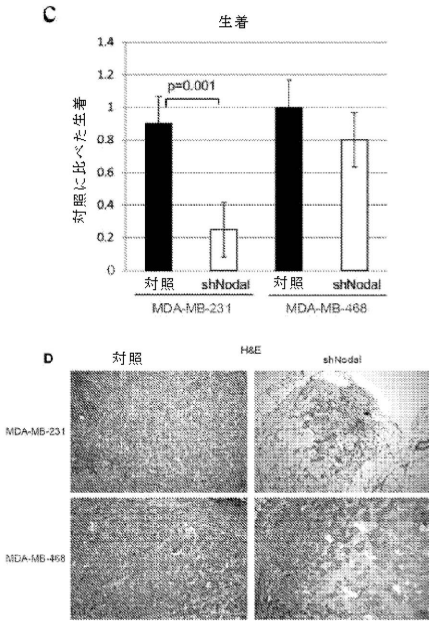 C
生着
対照に比べた生着
1.4
1.2
1
0.8
0.6
0.4
0.2
0
p=0.001
対照 shNodal 対照 shNodal
MDA-MB-231 MDA-MB-468
D
対照
H&E
shNodal
MDA-MB-231
MDA-MB-468